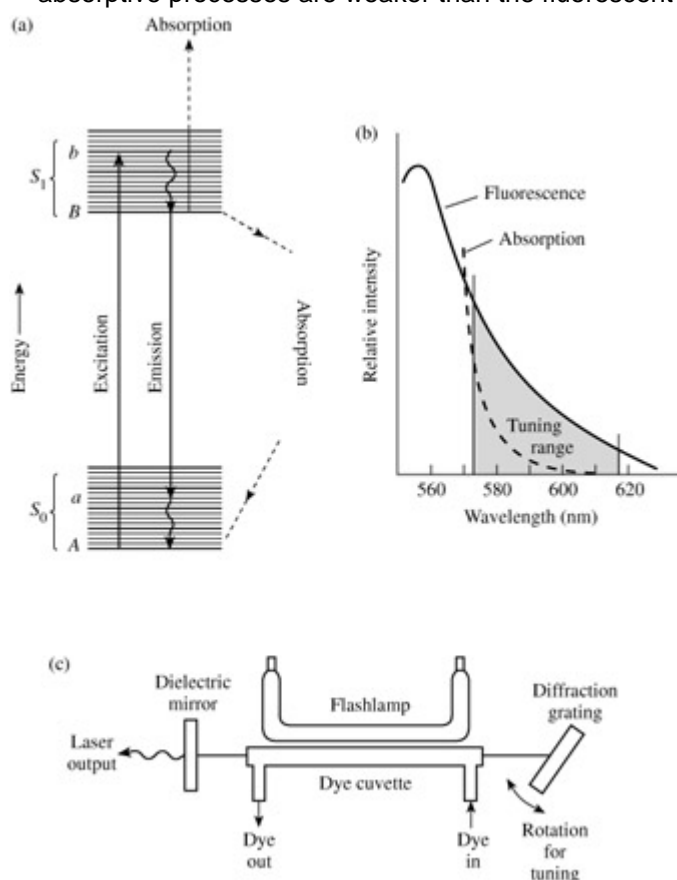 absorptive processes are weaker than the fluorescent
(a)
Absorption
b
S1
B
Energy
Excitation
Emission
Absorption
a
S0
A
(b)
Fluorescence
Absorption
Relative intensity
Tuning
range
560 580 600 620
Wavelength (nm)
(c)
Dielectric
mirror
Flashlamp
Diffraction
grating
Laser
output
Dye cuvette
Dye
out
Dye
in
Rotation
for
tuning